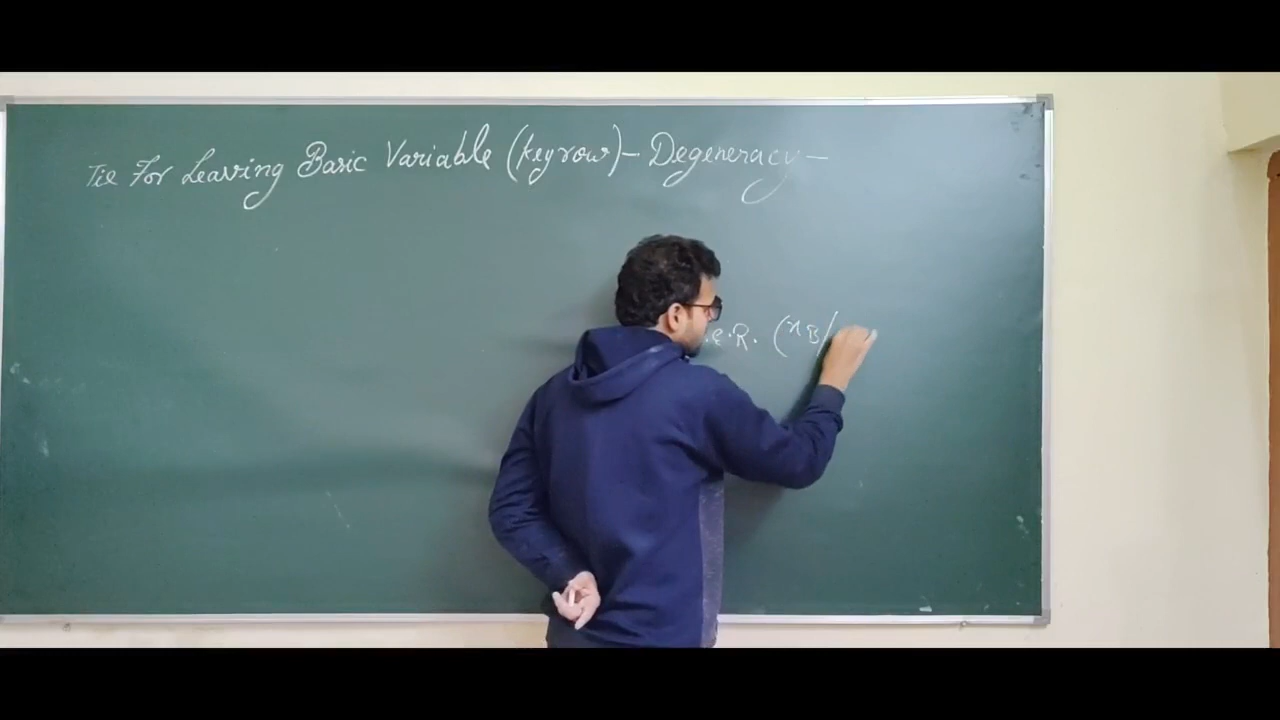 Tie For Leaving Basic Variable (key row) – Degeneracy –
.e.R. (xB/